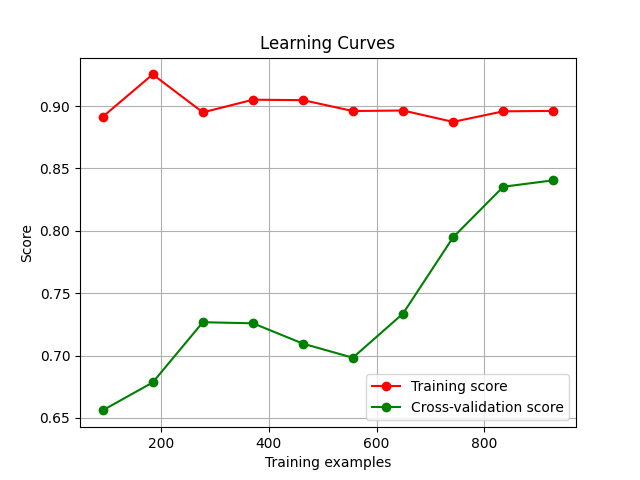 Learning Curves
0.90
0.85
0.80
0.75
0.70
0.65
Score
Training score
Cross-validation score
200
400
600
800
Training examples